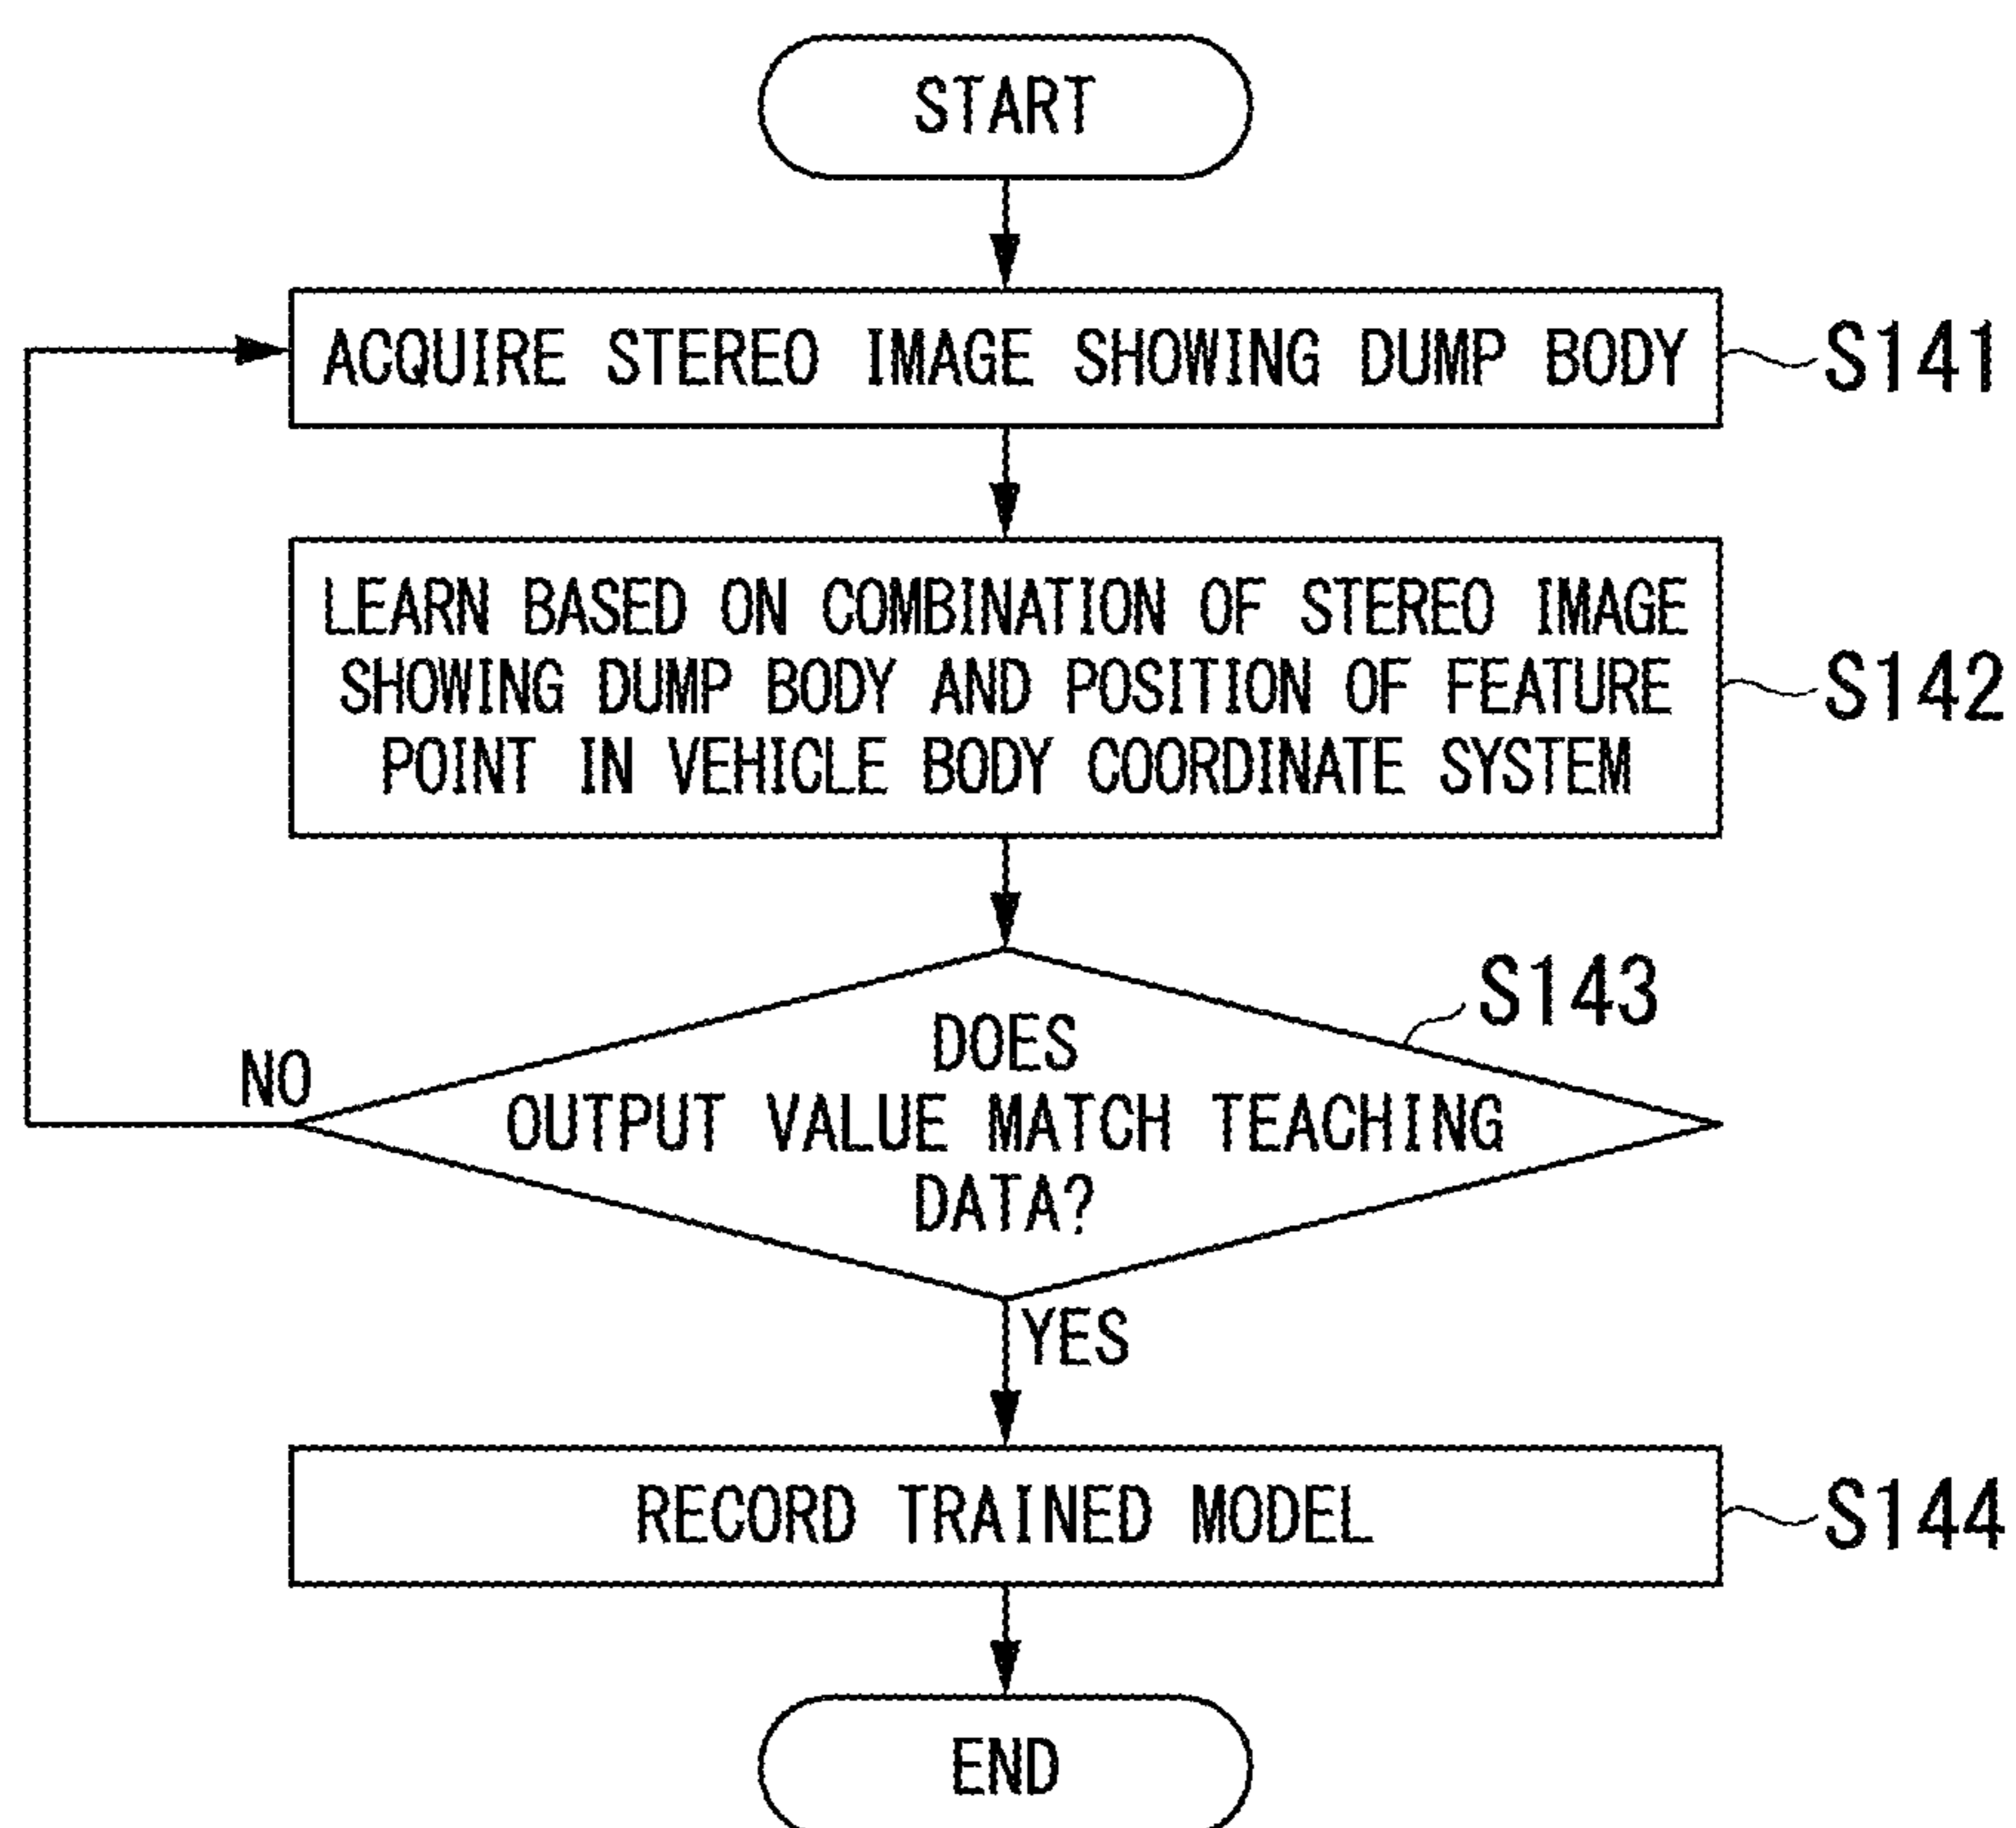 START
ACQUIRE STEREO IMAGE SHOWING DUMP BODY
S141
LEARN BASED ON COMBINATION OF STEREO IMAGE
SHOWING DUMP BODY AND POSITION OF FEATURE
POINT IN VEHICLE BODY COORDINATE SYSTEM
S142
S143
DOES
OUTPUT VALUE MATCH TEACHING
DATA?
NO
YES
RECORD TRAINED MODEL
S144
END